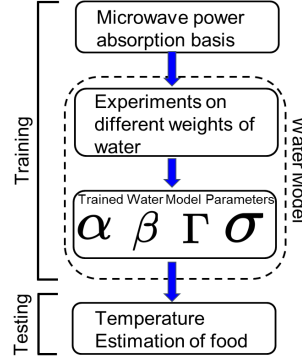 Microwave power
absorption basis
Experiments on
different weights of
water
Trained Water Model Parameters
α β Γ σ
Temperature
Estimation of food
Training
Testing
Water Model